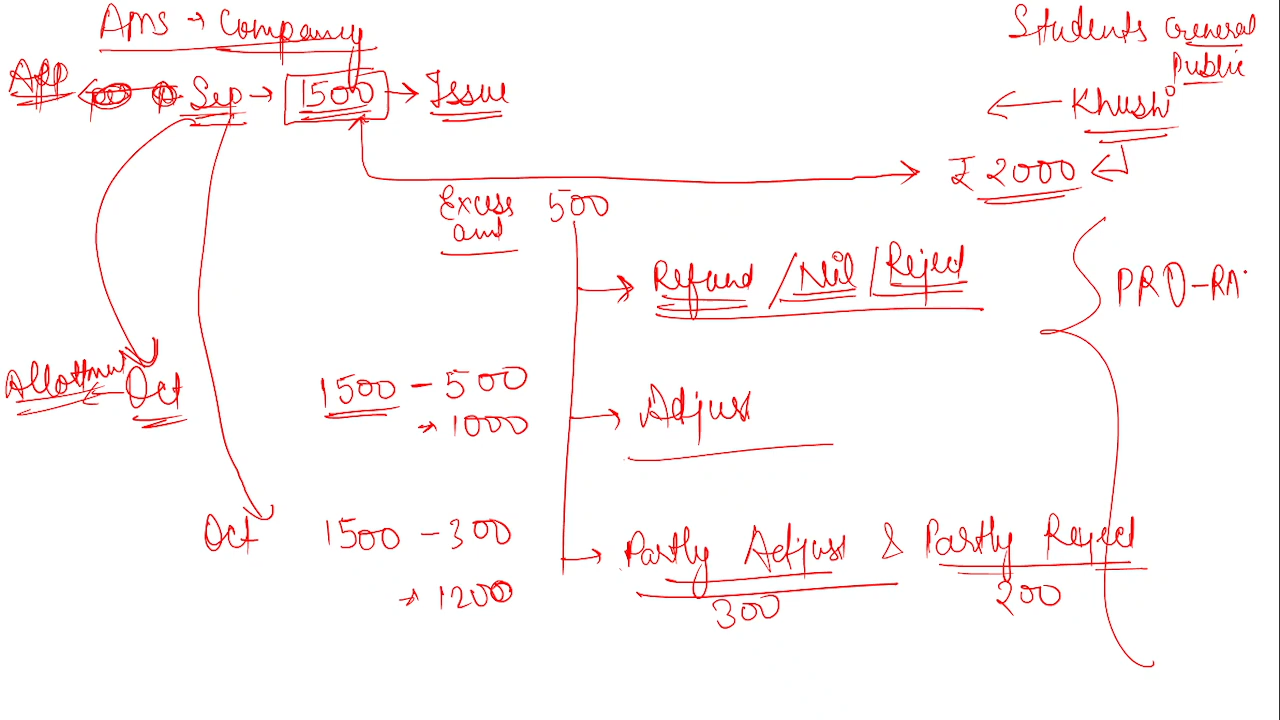 AMS → Company
Students General
Public
APP ← Sep → 1500 → Issue
Khushi
₹ 2000
Excess 500
amt
Refund / Nil / Reject
PRO-RA
Allotment Oct
1500 - 500
→ 1000
Adjust
Oct
1500 - 300
→ 1200
Partly Adjust & Partly Reject
300
200